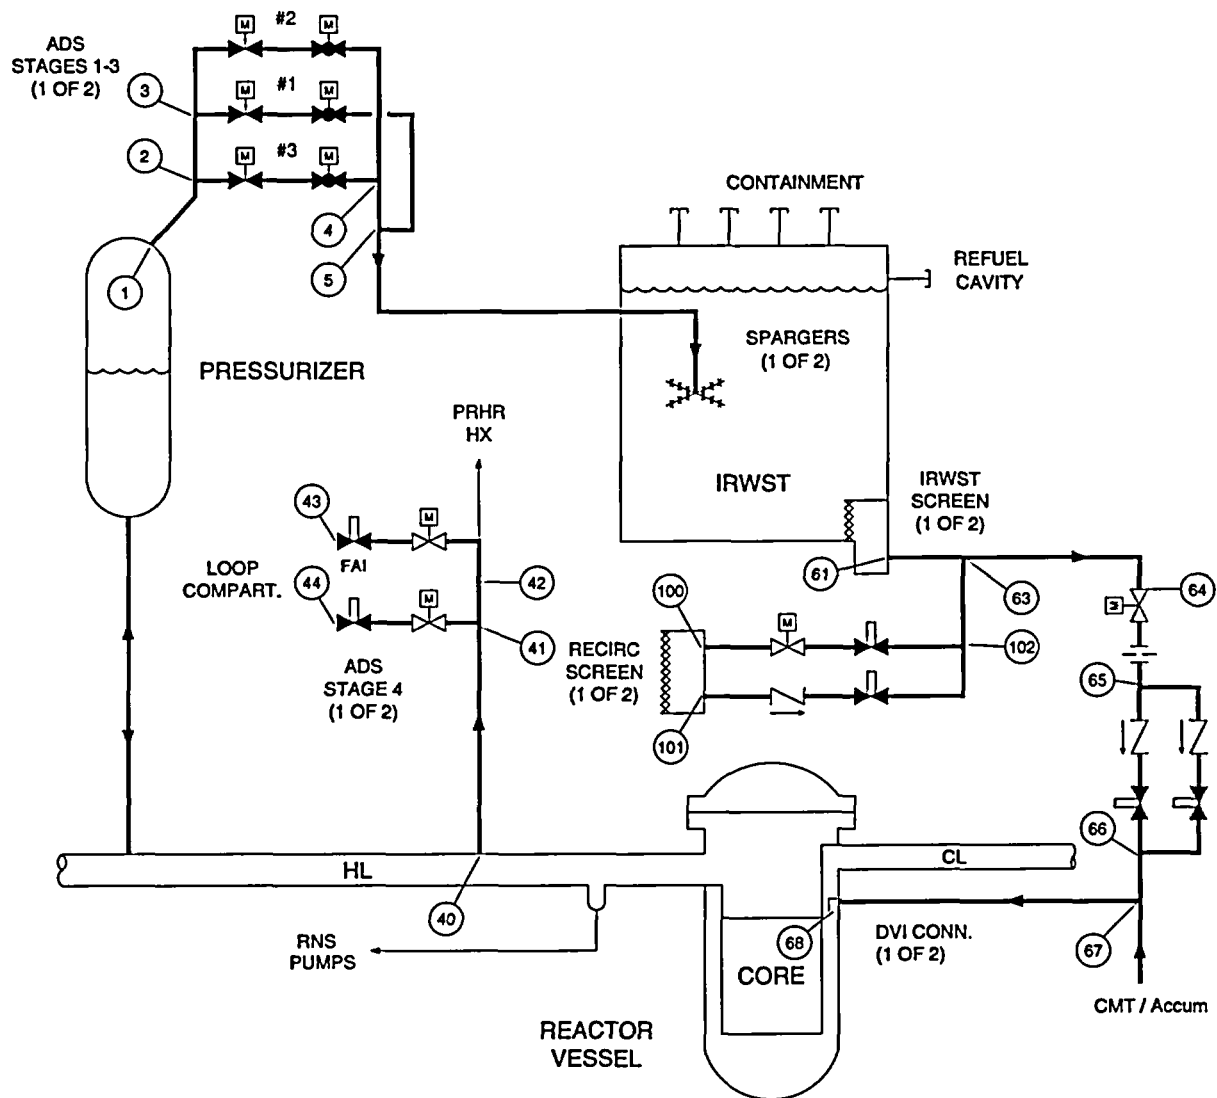 M
#2
M
ADS
STAGES 1-3
(1 OF 2)
M
#1
M
3
M
#3
M
2
4
5
1
CONTAINMENT
REFUEL
CAVITY
SPARGERS
(1 OF 2)
PRESSURIZER
PRHR
HX
IRWST
IRWST
SCREEN
(1 OF 2)
43
M
FAI
LOOP
COMPART.
44
M
42
41
ADS
STAGE 4
(1 OF 2)
61
63
64
M
100
M
RECIRC
SCREEN
(1 OF 2)
102
101
65
66
HL
CL
40
RNS
PUMPS
68
DVI CONN.
(1 OF 2)
67
CORE
CMT / Accum
REACTOR
VESSEL